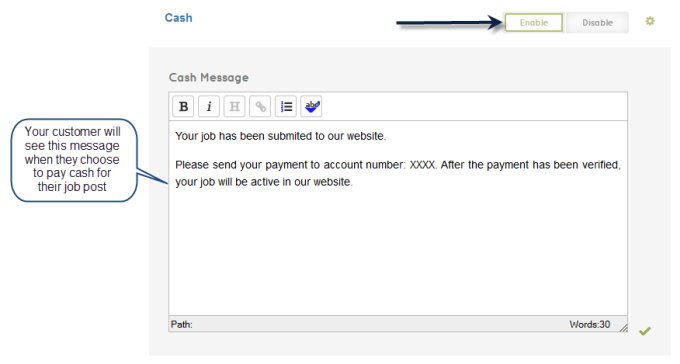 Cash
Enable
Disable
Cash Message
B i H
Your job has been submited to our website.
Please send your payment to account number: XXXX. After the payment has been verified,
your job will be active in our website.
Your customer will
see this message
when they choose
to pay cash for
their job post
Path:
Words:30